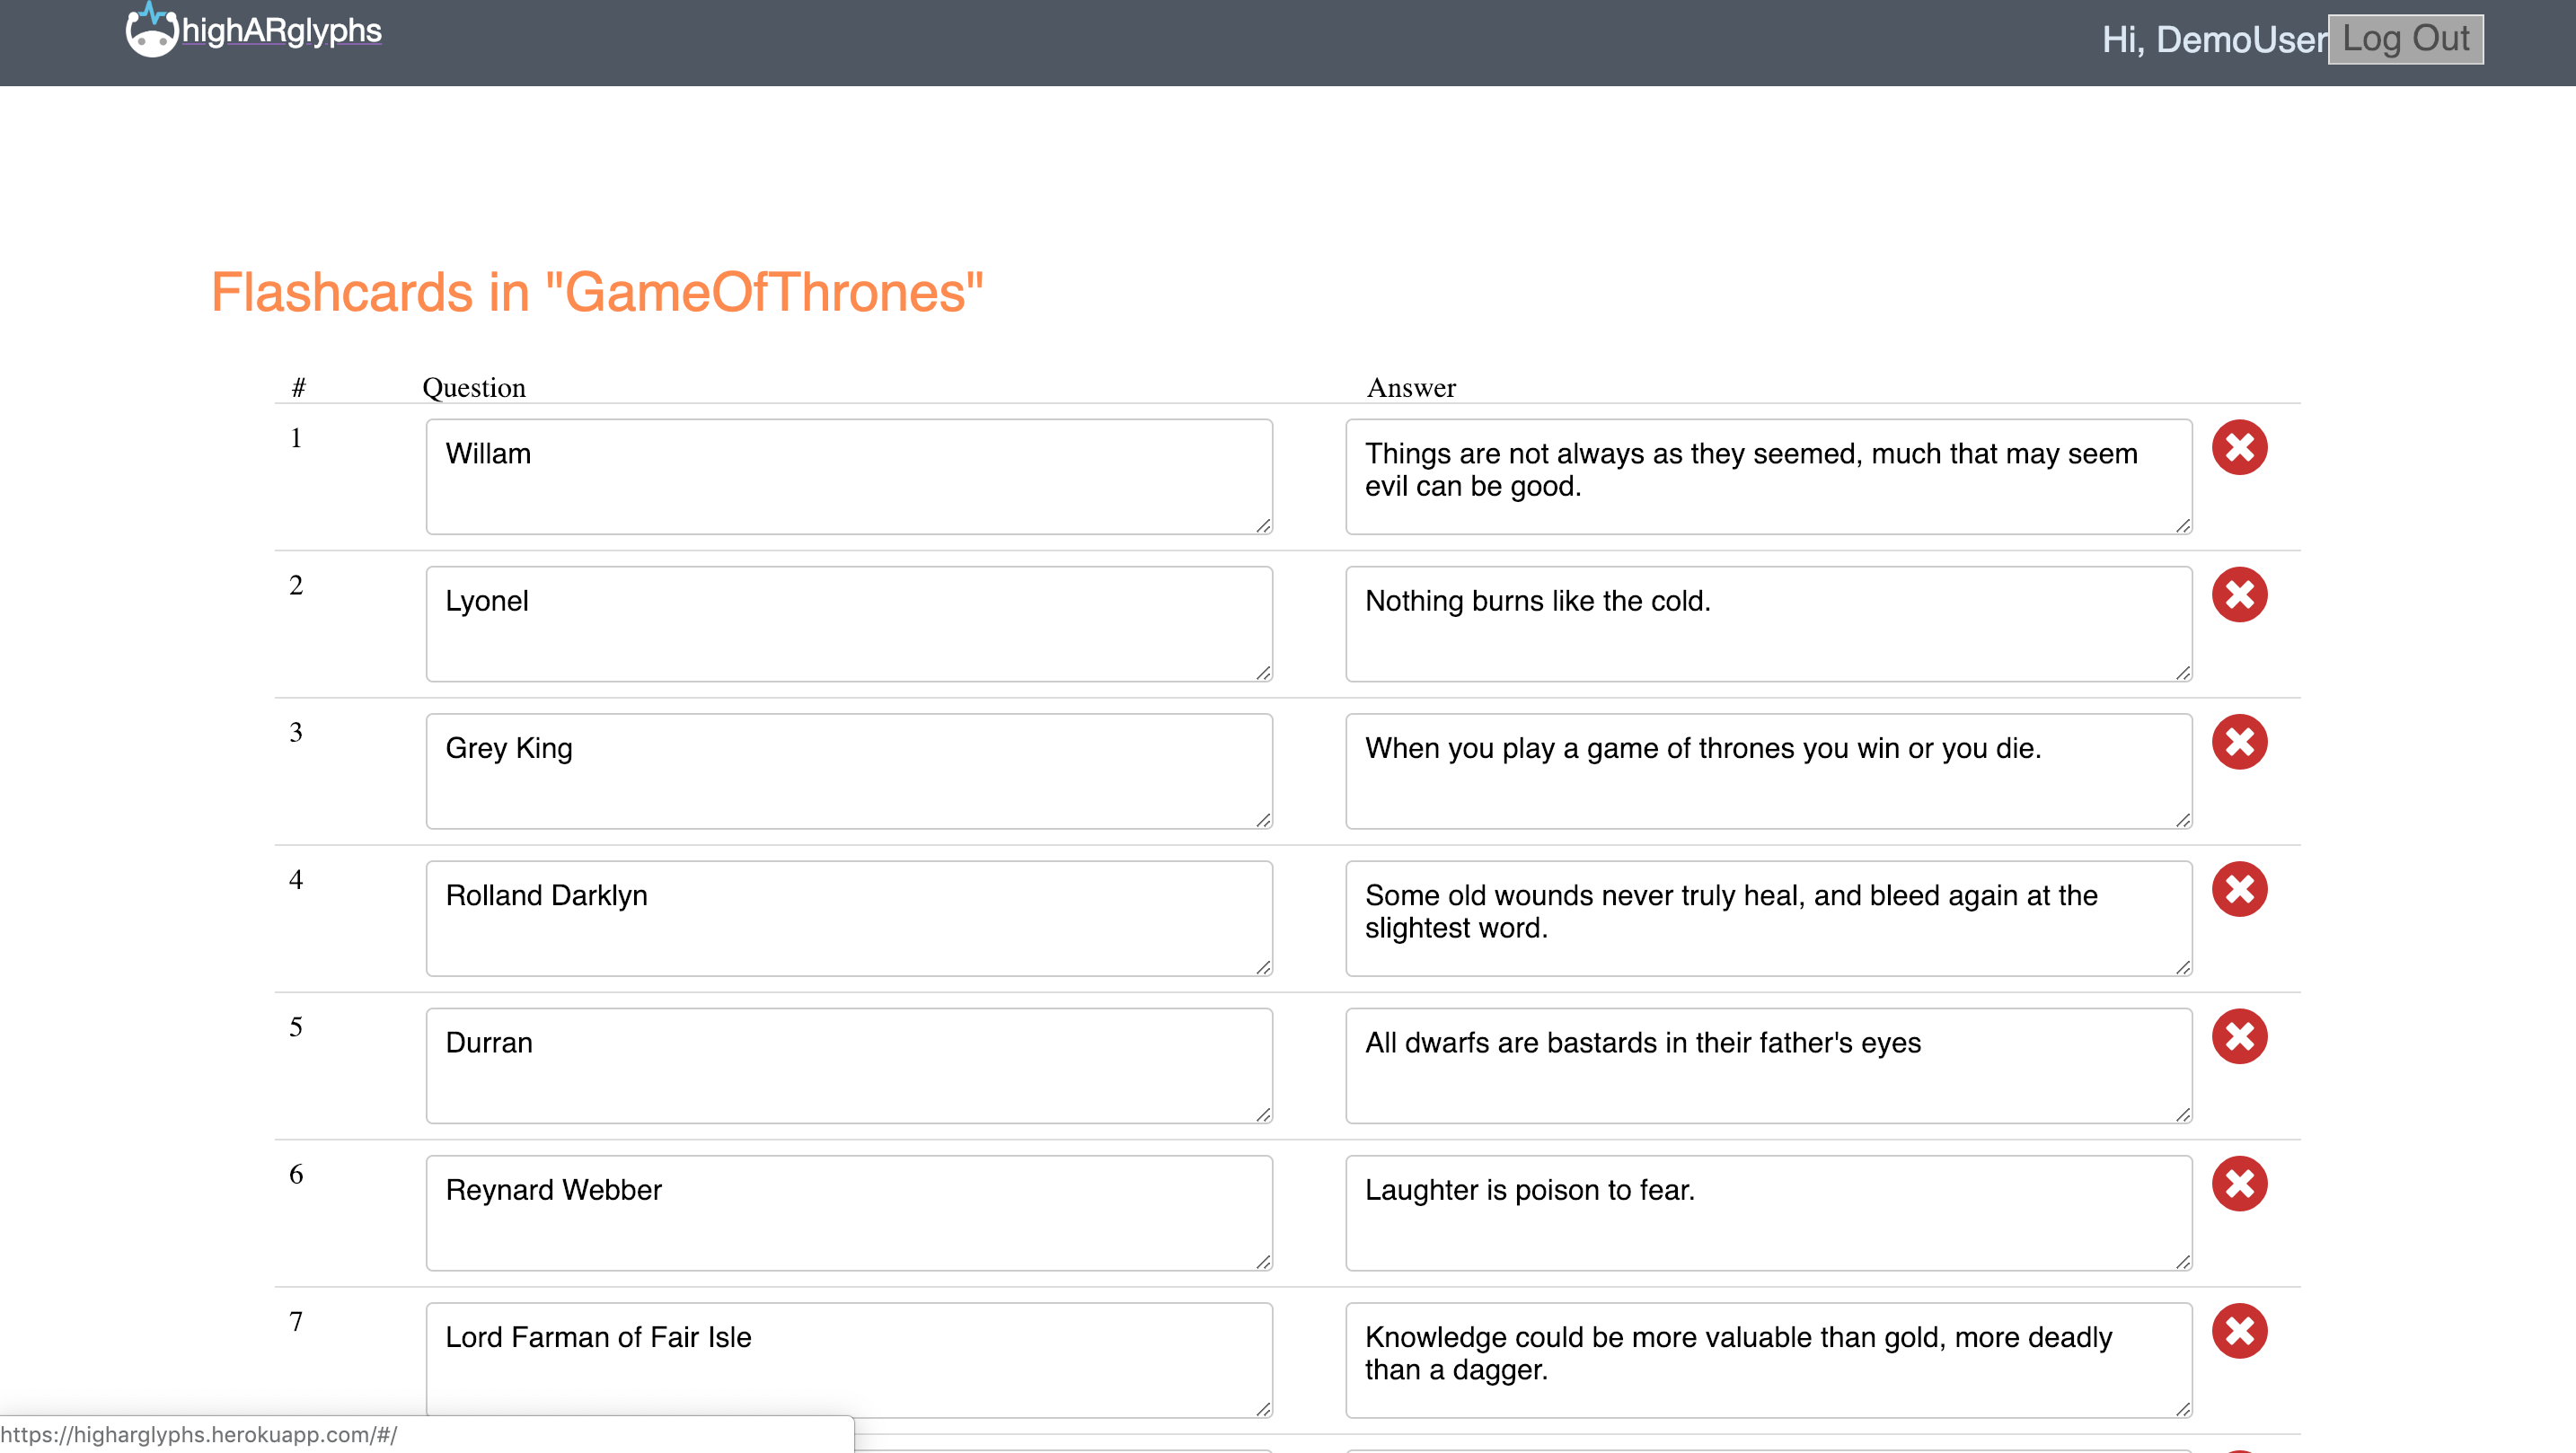 highARglyphs
Hi, DemoUser Log Out
Flashcards in "GameOfThrones"
# Question Answer
1 Willam Things are not always as they seemed, much that may seem
evil can be good.
2 Lyonel Nothing burns like the cold.
3 Grey King When you play a game of thrones you win or you die.
4 Rolland Darklyn Some old wounds never truly heal, and bleed again at the
slightest word.
5 Durran All dwarfs are bastards in their father's eyes
6 Reynard Webber Laughter is poison to fear.
7 Lord Farman of Fair Isle Knowledge could be more valuable than gold, more deadly
than a dagger.
https://higharglyphs.herokuapp.com/#/